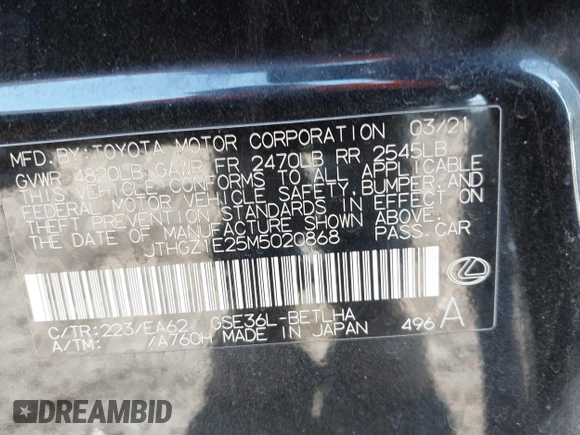 MFD. BY: TOYOTA MOTOR CORPORATION 03/21
GVWR 4820LB GAWR FR 2470LB RR 2545LB
THIS VEHICLE CONFORMS TO ALL APPLICABLE
FEDERAL MOTOR VEHICLE SAFETY, BUMPER, AND
THEFT PREVENTION STANDARDS IN EFFECT ON
THE DATE OF MANUFACTURE SHOWN ABOVE.
JTHGZ1E25M5020868 PASS. CAR
C/TR: 223/EA62 GSE36L-BETLHA
A/TM: /A760H MADE IN JAPAN 496 A
DREAMBID